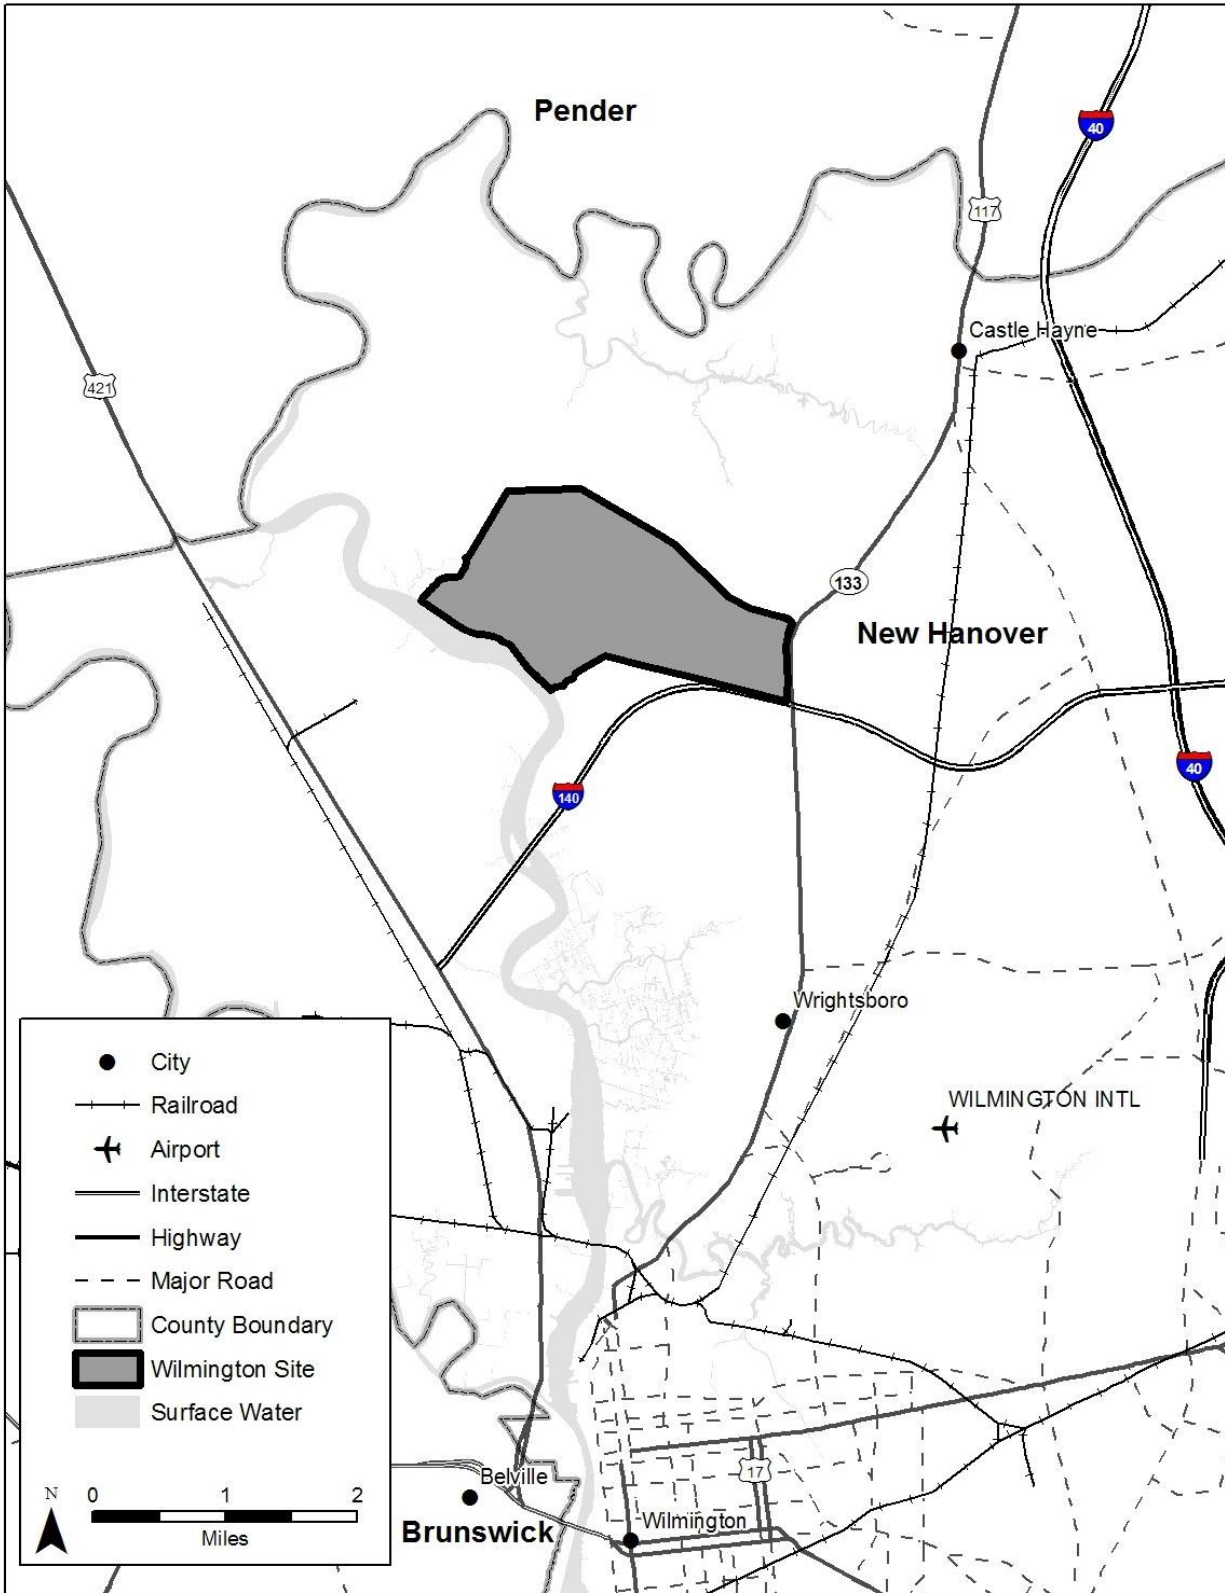 Pender
40
117
Castle Hayne
421
133
New Hanover
40
140
Wrightsboro
WILMINGTON INTL
City
Railroad
Airport
Interstate
Highway
Major Road
County Boundary
Wilmington Site
Surface Water
N
0 1 2
Miles
Belville
17
Brunswick
Wilmington